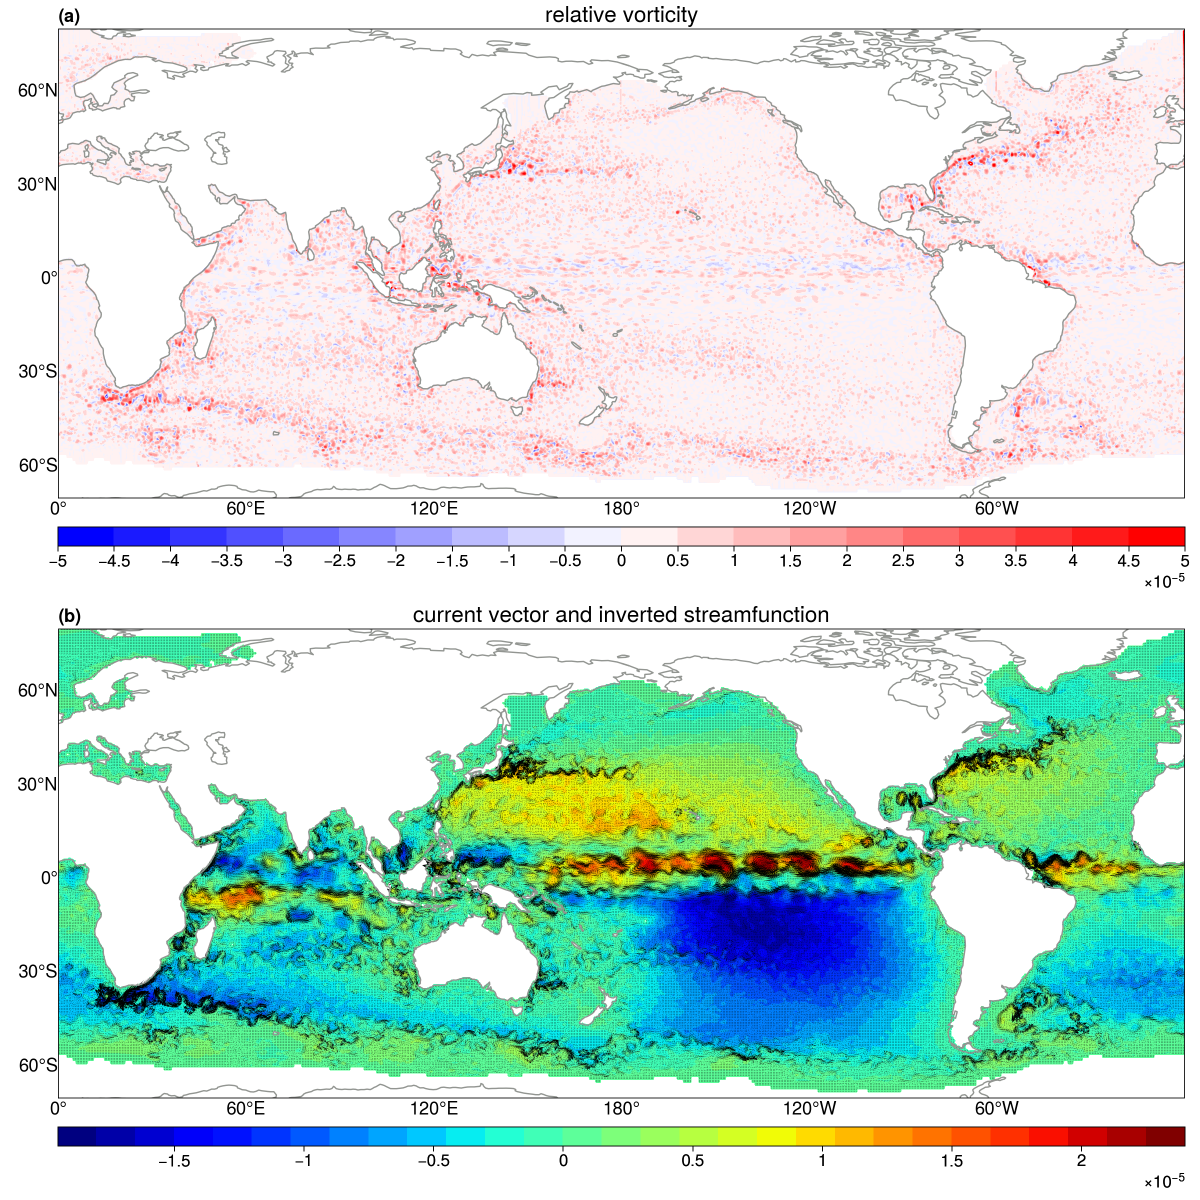 (a) relative vorticity
60°N
30°N
0°
30°S
60°S
0° 60°E 120°E 180° 120°W 60°W
−5 −4.5 −4 −3.5 −3 −2.5 −2 −1.5 −1 −0.5 0 0.5 1 1.5 2 2.5 3 3.5 4 4.5 5
×10⁻⁵
(b) current vector and inverted streamfunction
60°N
30°N
0°
30°S
60°S
0° 60°E 120°E 180° 120°W 60°W
−1.5 −1 −0.5 0 0.5 1 1.5 2
×10⁻⁵